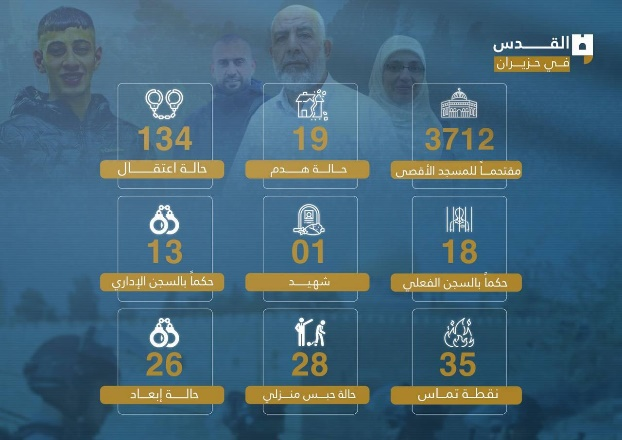 القدس
في حزيران
3712
مقتحماً للمسجد الأقصى
19
حالة هدم
134
حالة اعتقال
18
حكماً بالسجن الفعلي
01
شهيد
13
حكماً بالسجن الإداري
35
نقطة تماس
28
حالة حبس منزلي
26
حالة إبعاد